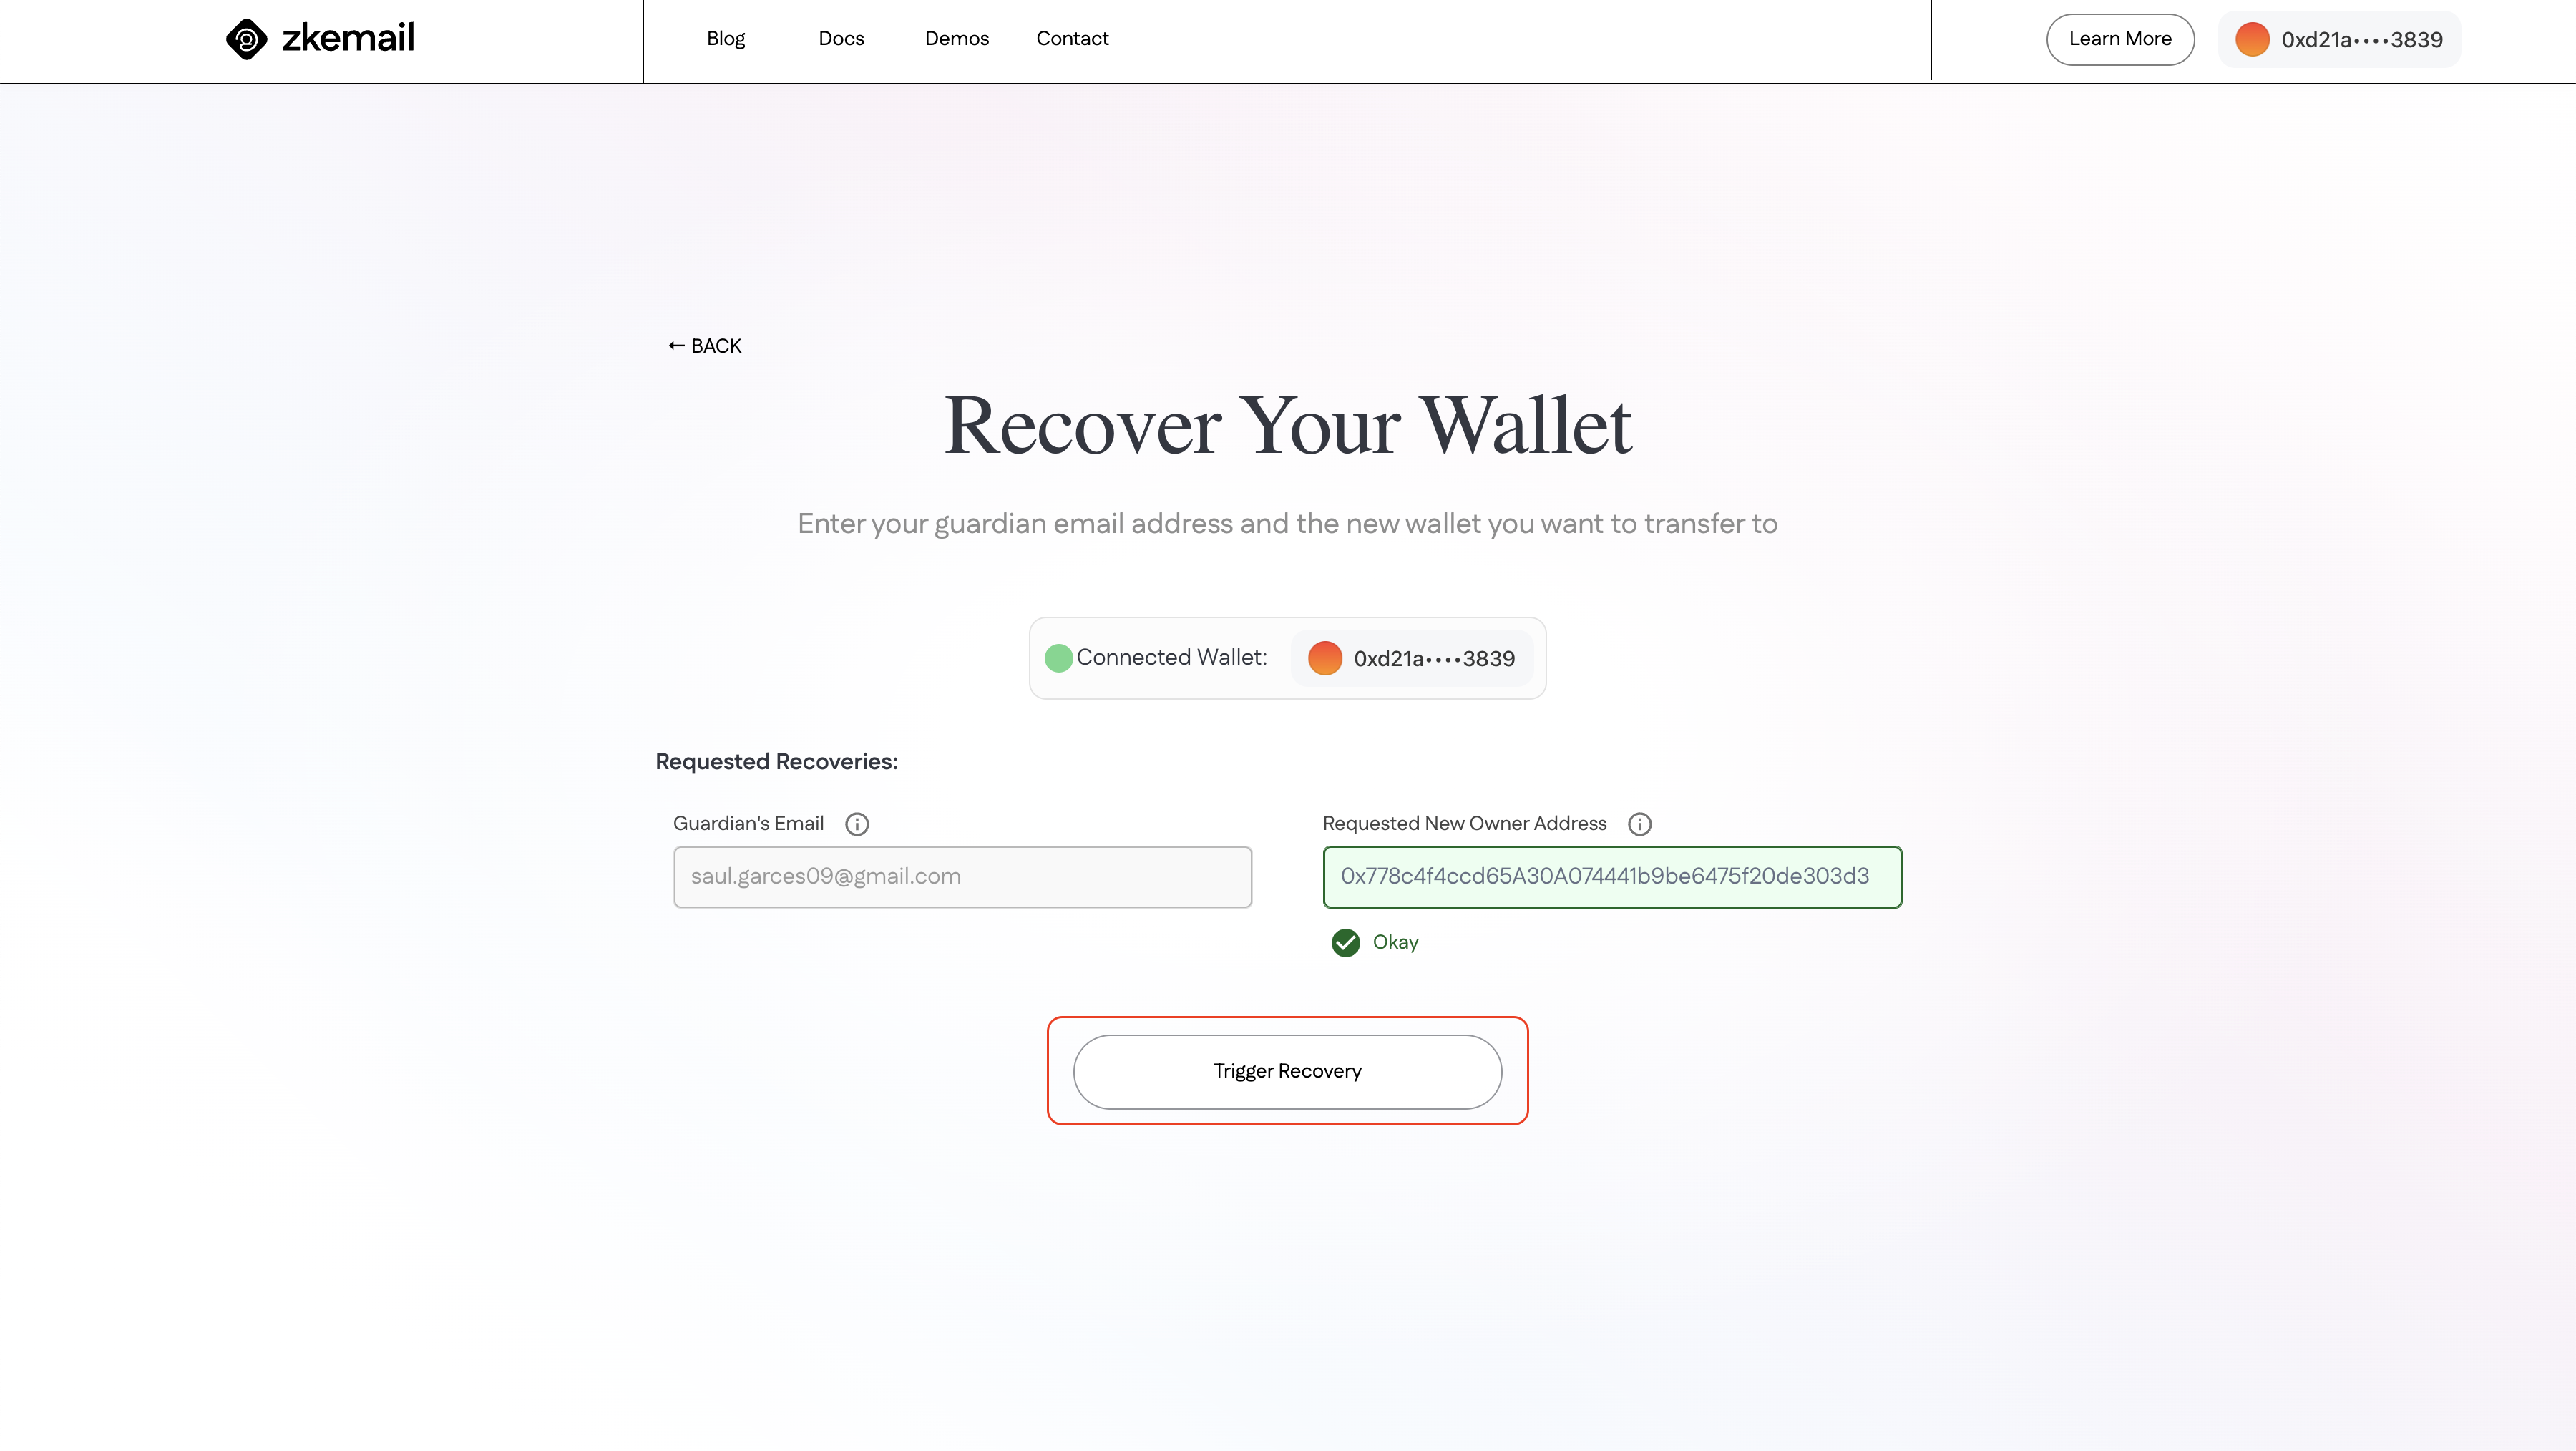 zkemail
Blog Docs Demos Contact
Learn More
0xd21a••••3839
← BACK
Recover Your Wallet
Enter your guardian email address and the new wallet you want to transfer to
Connected Wallet: 0xd21a••••3839
Requested Recoveries:
Guardian's Email
Requested New Owner Address
saul.garces09@gmail.com
0x778c4f4ccd65A30A074441b9be6475f20de303d3
Okay
Trigger Recovery